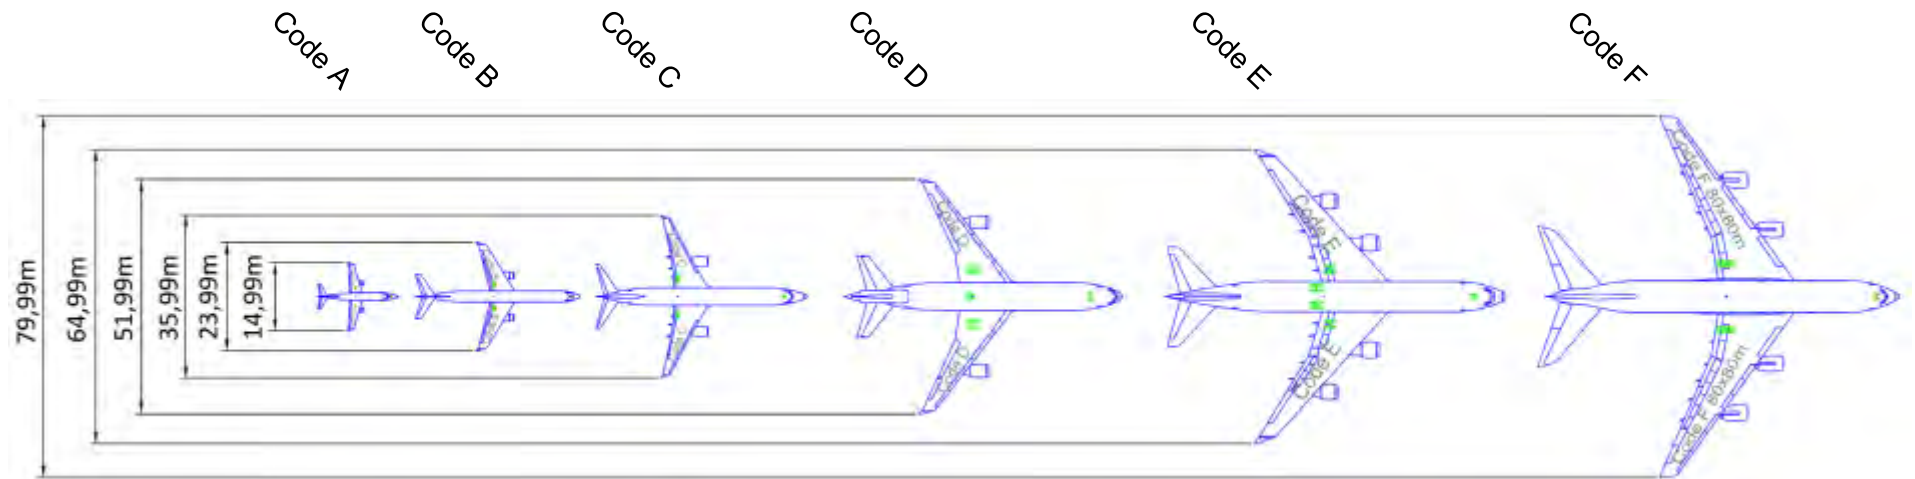 Code A
Code B
Code C
Code D
Code E
Code F
79,99m
64,99m
51,99m
35,99m
23,99m
14,99m
Code D
Code D
Code E
Code E
Code F 80x80m
Code F 80x80m